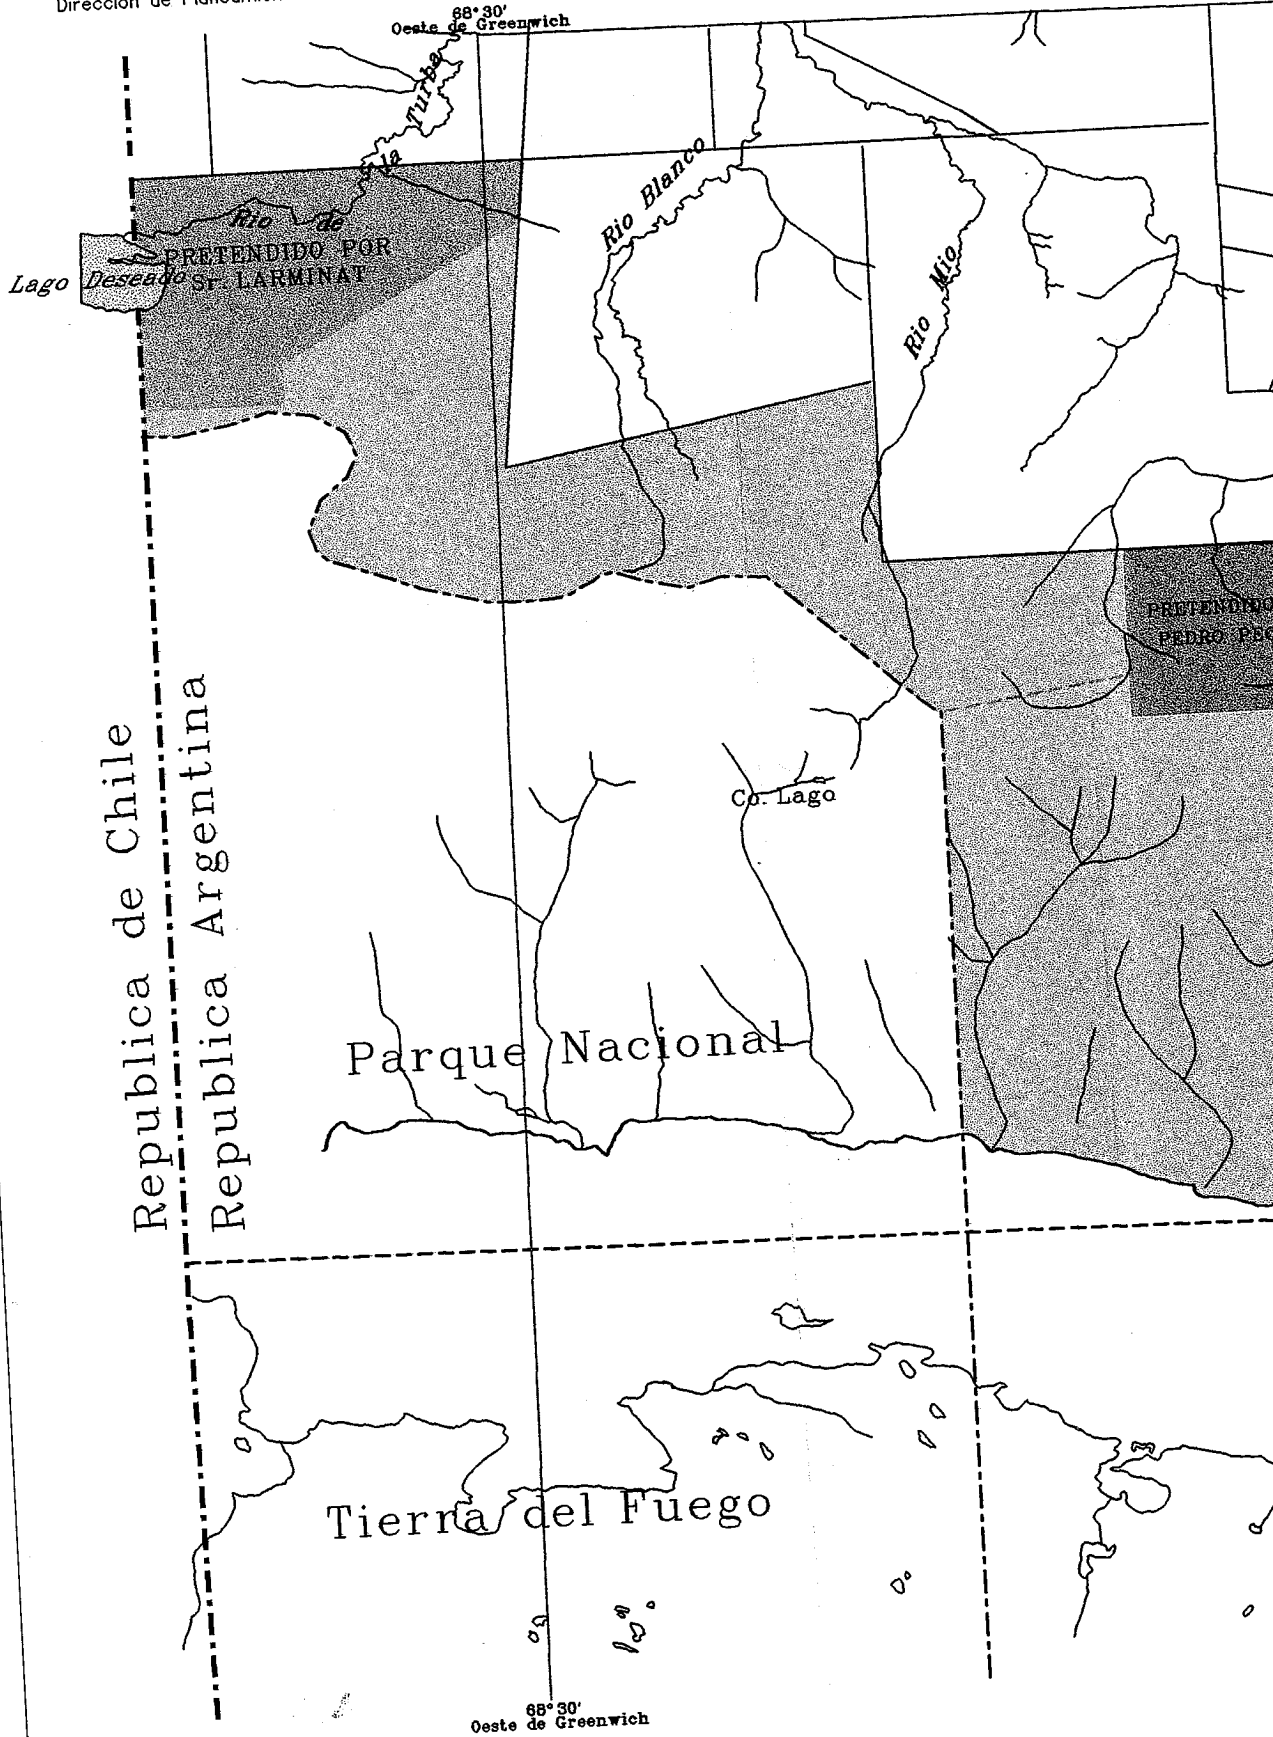 Dirección de
68° 30'
Oeste de Greenwich
Rio de la Turba
PRETENDIDO POR
Sr. LARMINAT
Lago Deseado
Rio Blanco
Rio Mio
PRETENDIDO
PEDRO
Republica de Chile
Republica Argentina
Co. Lago
Parque Nacional
Tierra del Fuego
68° 30'
Oeste de Greenwich